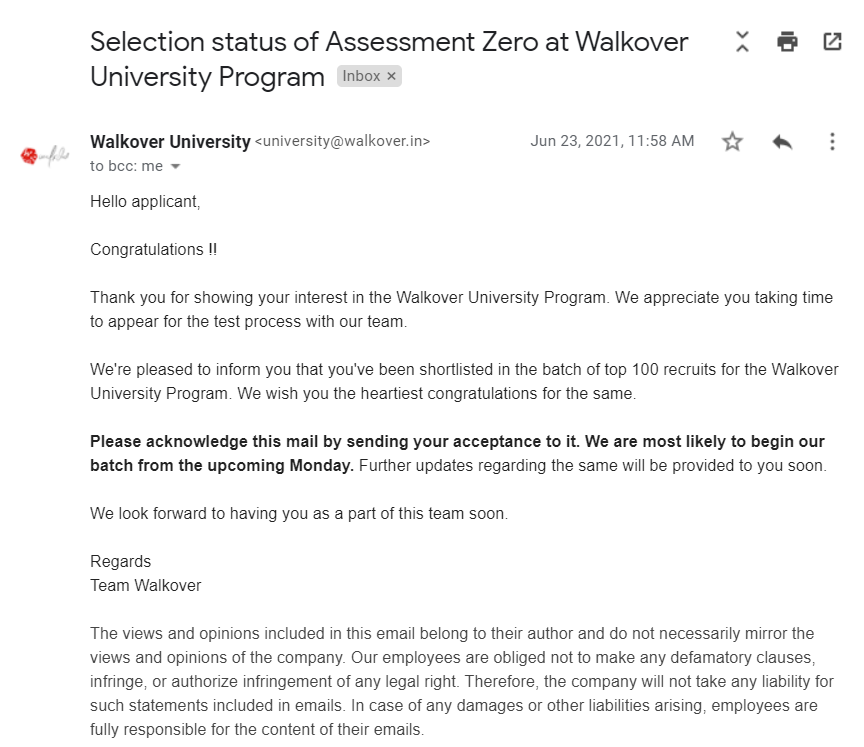 Selection status of Assessment Zero at Walkover
University Program Inbox ×
Walkover University <university@walkover.in> Jun 23, 2021, 11:58 AM
to bcc: me
Hello applicant,
Congratulations !!
Thank you for showing your interest in the Walkover University Program. We appreciate you taking time
to appear for the test process with our team.
We're pleased to inform you that you've been shortlisted in the batch of top 100 recruits for the Walkover
University Program. We wish you the heartiest congratulations for the same.
Please acknowledge this mail by sending your acceptance to it. We are most likely to begin our
batch from the upcoming Monday. Further updates regarding the same will be provided to you soon.
We look forward to having you as a part of this team soon.
Regards
Team Walkover
The views and opinions included in this email belong to their author and do not necessarily mirror the
views and opinions of the company. Our employees are obliged not to make any defamatory clauses,
infringe, or authorize infringement of any legal right. Therefore, the company will not take any liability for
such statements included in emails. In case of any damages or other liabilities arising, employees are
fully responsible for the content of their emails.